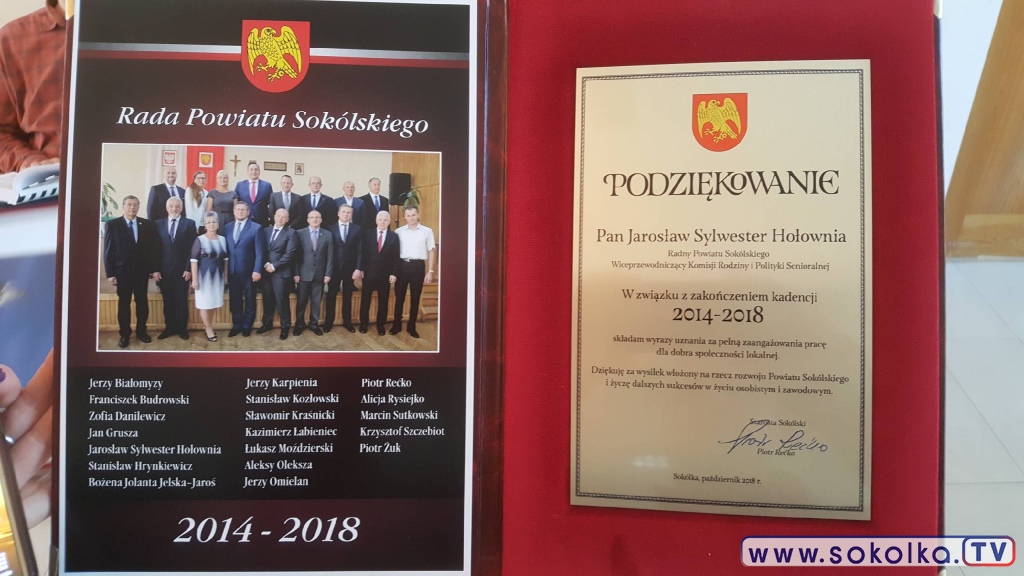 Rada Powiatu Sokólskiego
Jerzy Białomyzy
Franciszek Budrowski
Zofia Danilewicz
Jan Grusza
Jarosław Sylwester Hołownia
Stanisław Hrynkiewicz
Bożena Jolanta Jelska-Jaroś
Jerzy Karpienia
Stanisław Kozłowski
Sławomir Kraśnicki
Kazimierz Łabieniec
Łukasz Moździerski
Aleksy Oleksza
Jerzy Omielan
Piotr Rećko
Alicja Rysiejko
Marcin Sutkowski
Krzysztof Szczebiot
Piotr Żuk
2014 - 2018
PODZIĘKOWANIE
Pan Jarosław Sylwester Hołownia
Radny Powiatu Sokólskiego
Wiceprzewodniczący Komisji Rodziny i Polityki Senioralnej
W związku z zakończeniem kadencji
2014-2018
składam wyrazy uznania za pełną zaangażowania pracę
dla dobra społeczności lokalnej.
Dziękuję za wysiłek włożony na rzecz rozwoju Powiatu Sokólskiego
i życzę dalszych sukcesów w życiu osobistym i zawodowym.
Starosta Sokólski
Piotr Rećko
Piotr Rećko
Sokółka, październik 2018 r.
www.sokolka.TV